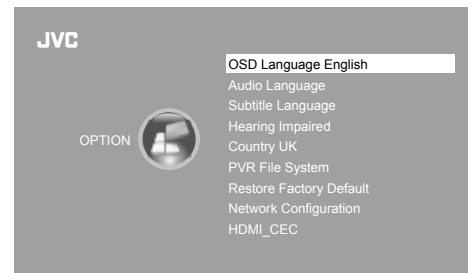 JVC
OSD Language English
Audio Language
Subtitle Language
Hearing Impaired
OPTION
Country UK
PVR File System
Restore Factory Default
Network Configuration
HDMI_CEC